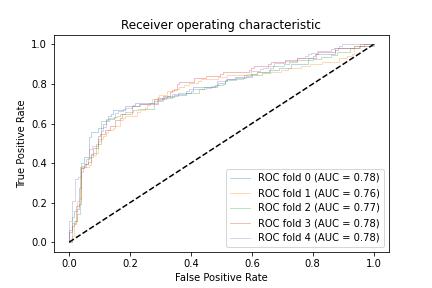 Receiver operating characteristic
True Positive Rate
1.0
0.8
0.6
0.4
0.2
0.0
ROC fold 0 (AUC = 0.78)
ROC fold 1 (AUC = 0.76)
ROC fold 2 (AUC = 0.77)
ROC fold 3 (AUC = 0.78)
ROC fold 4 (AUC = 0.78)
0.0 0.2 0.4 0.6 0.8 1.0
False Positive Rate